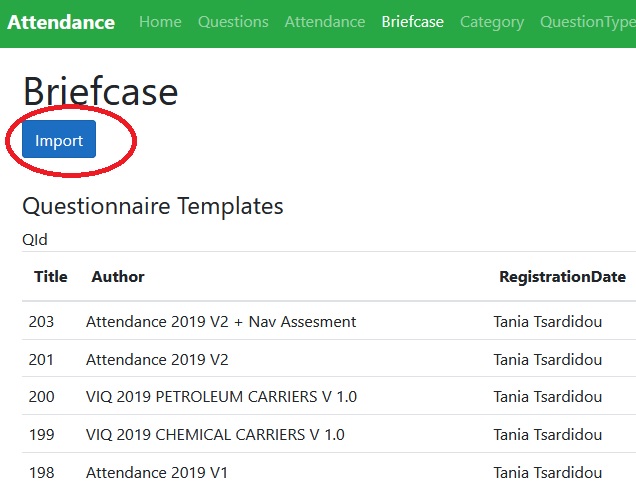 Attendance Home Questions Attendance Briefcase Category QuestionType
Briefcase
Import
Questionnaire Templates
QId
Title Author RegistrationDate
203 Attendance 2019 V2 + Nav Assesment Tania Tsardidou
201 Attendance 2019 V2 Tania Tsardidou
200 VIQ 2019 PETROLEUM CARRIERS V 1.0 Tania Tsardidou
199 VIQ 2019 CHEMICAL CARRIERS V 1.0 Tania Tsardidou
198 Attendance 2019 V1 Tania Tsardidou